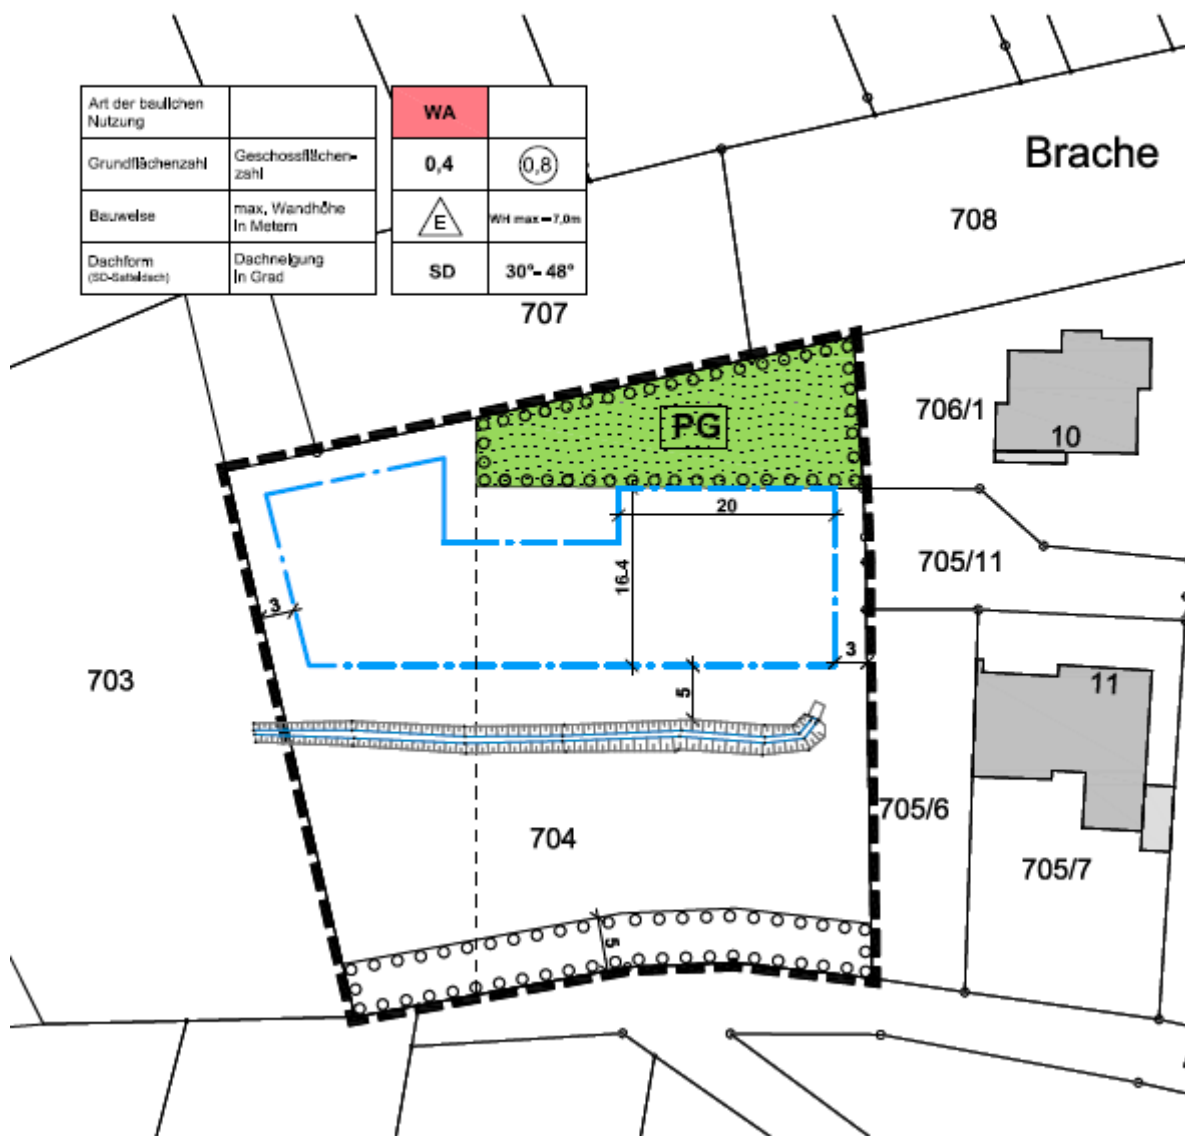 Art der baulichen
Nutzung
WA
Grundflächenzahl
Geschossflächen-
zahl
0,4
0,8
Bauweise
max. Wandhöhe
in Metern
E
WH max = 7,0m
Dachform
(SD-Satteldach)
Dachneigung
in Grad
SD
30°- 48°
Brache
708
707
PG
706/1
10
20
16.4
705/11
3
3
703
11
5
704
705/6
705/7
5